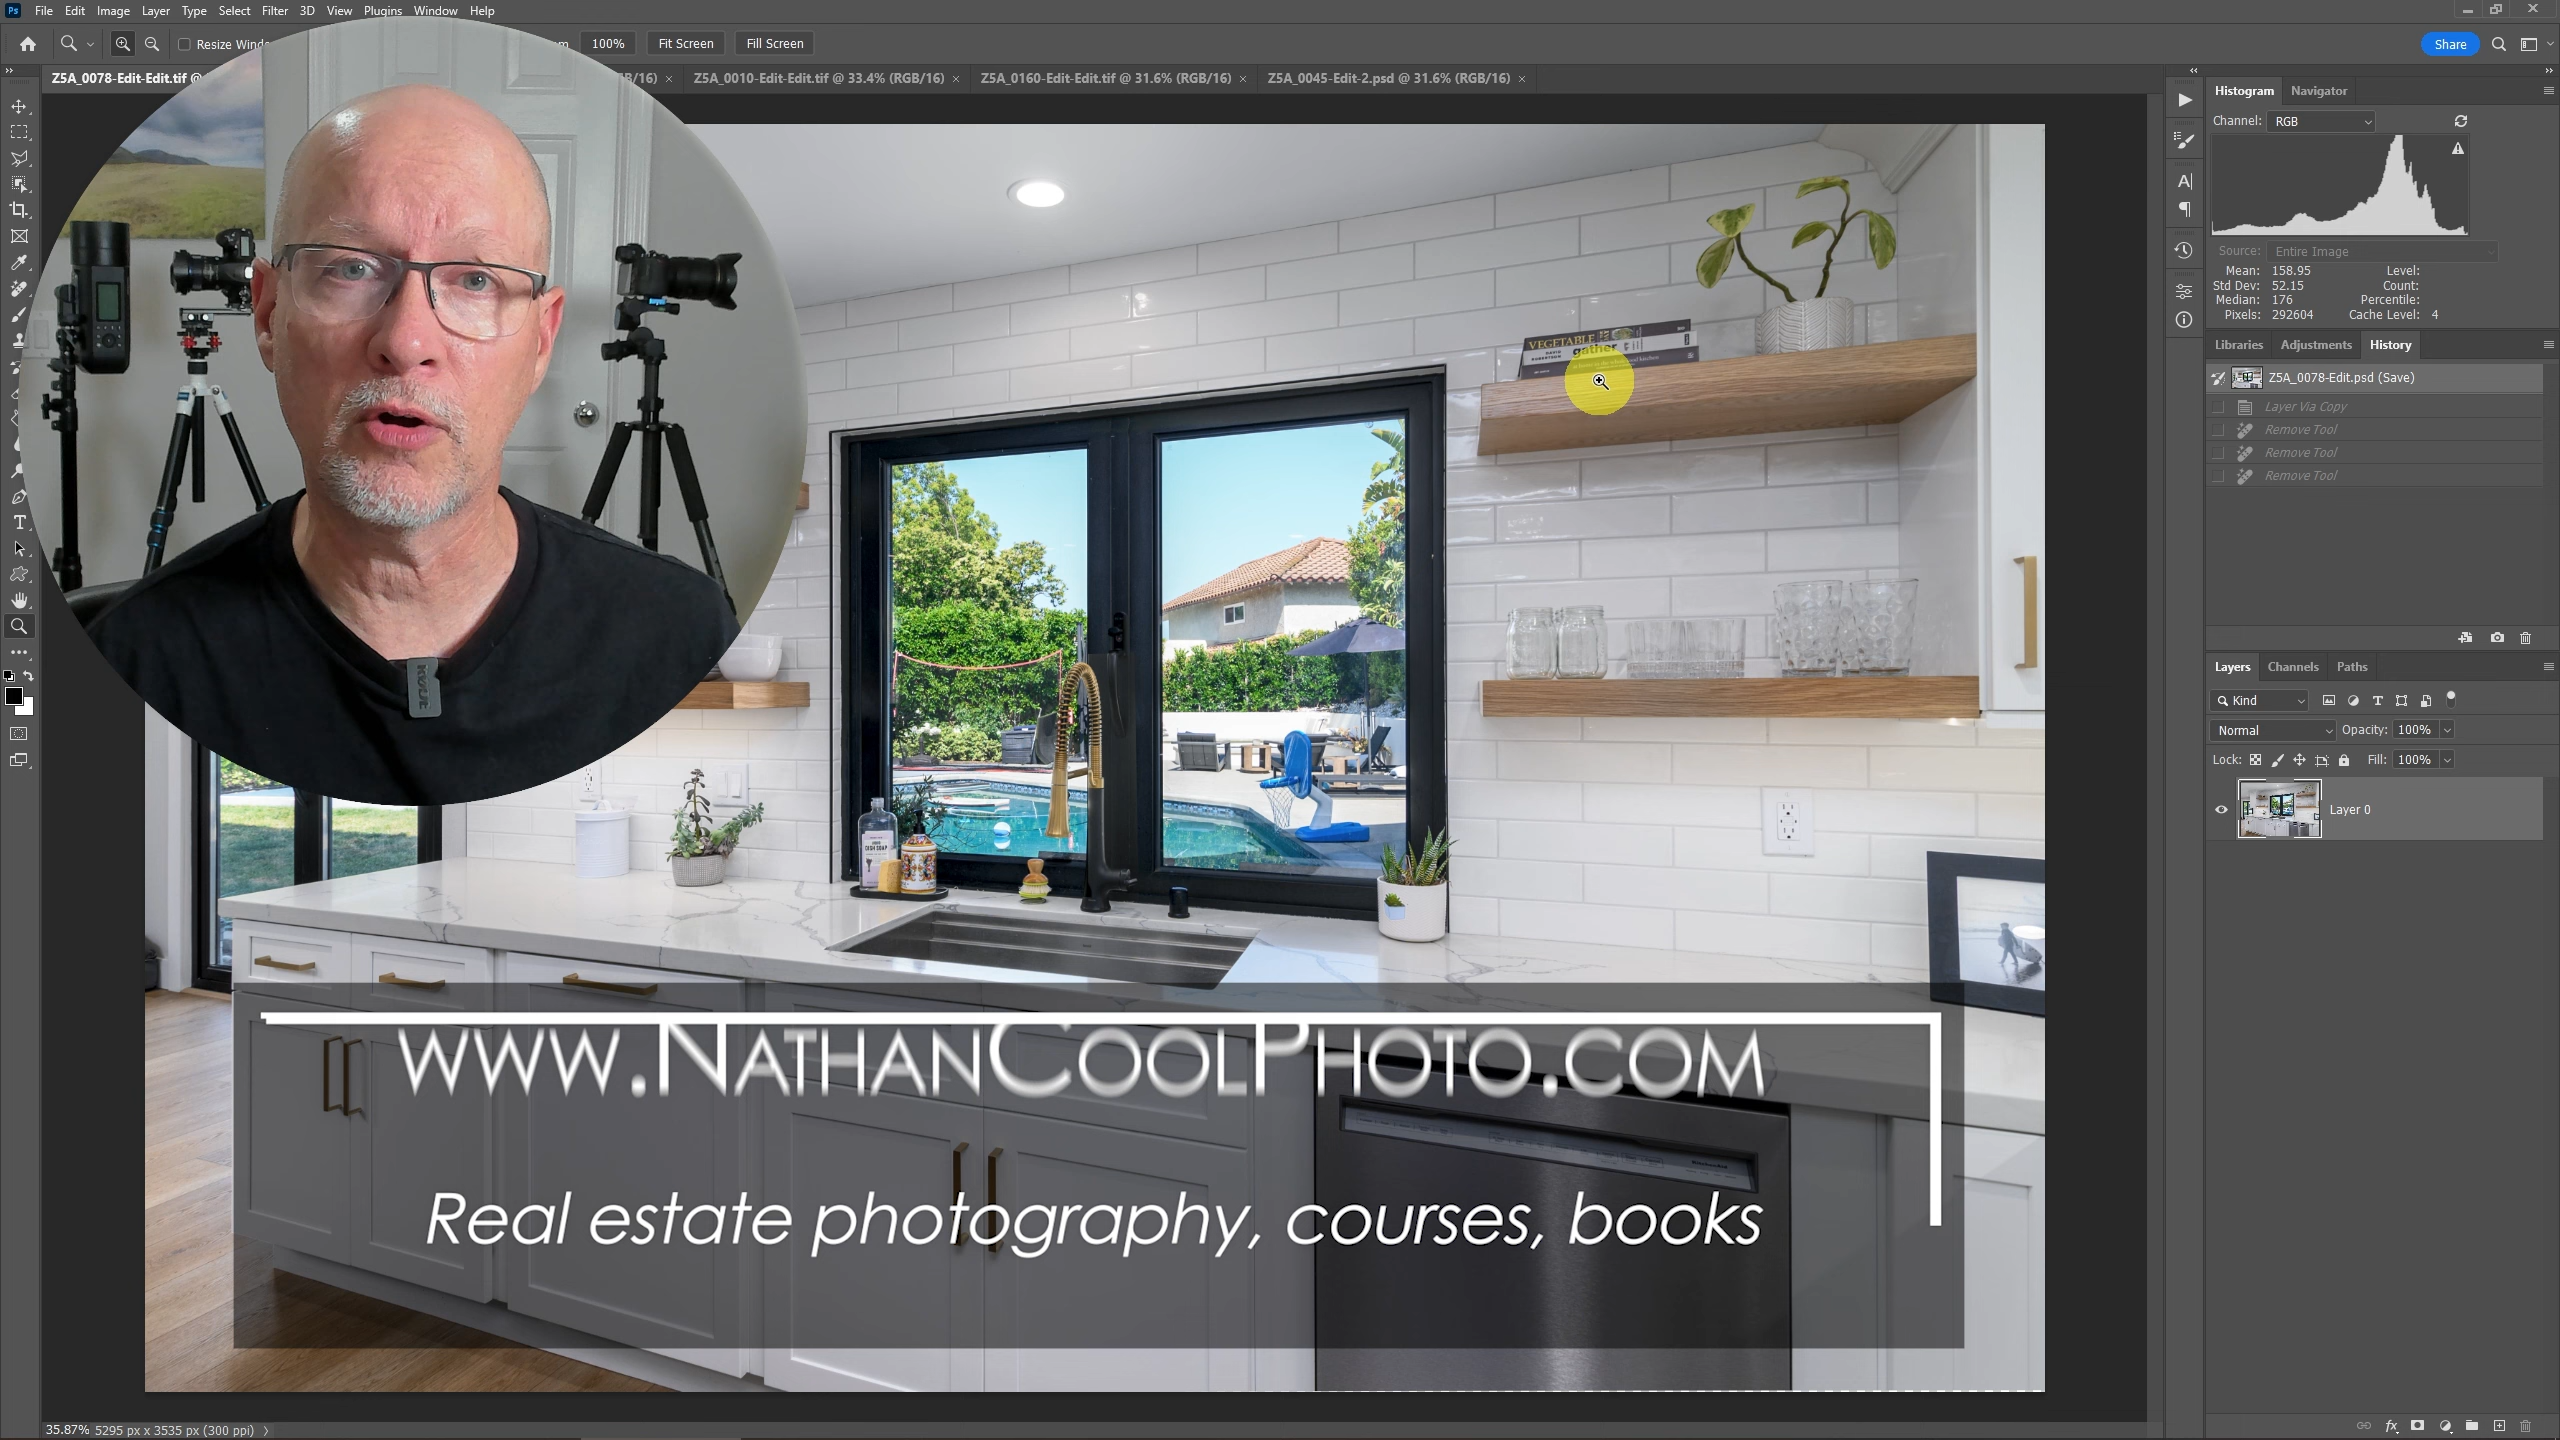 File Edit Image Layer Type Select Filter 3D View Plugins Window Help
Resize
100% Fit Screen Fill Screen
Share
Z5A_0078-Edit-Edit.tif @
Z5A_0010-Edit-Edit.tif @ 33.4% (RGB/16) ×
Z5A_0160-Edit-Edit.tif @ 31.6% (RGB/16) ×
Z5A_0045-Edit-2.psd @ 31.6% (RGB/16) ×
Histogram Navigator
Channel: RGB
Source: Entire Image
Mean: 158.95 Level:
Std Dev: 52.15 Count:
Median: 176 Percentile:
Pixels: 292604 Cache Level: 4
Libraries Adjustments History
Z5A_0078-Edit.psd (Save)
Layer Via Copy
Remove Tool
Remove Tool
Remove Tool
Layers Channels Paths
Kind
Normal Opacity: 100%
Lock: Fill: 100%
Layer 0
VEGETABLE
gather
RODE
DISH SOAP
KitchenAid
www.NathanCoolPhoto.com
Real estate photography, courses, books
35.87% 5295 px x 3535 px (300 ppi)